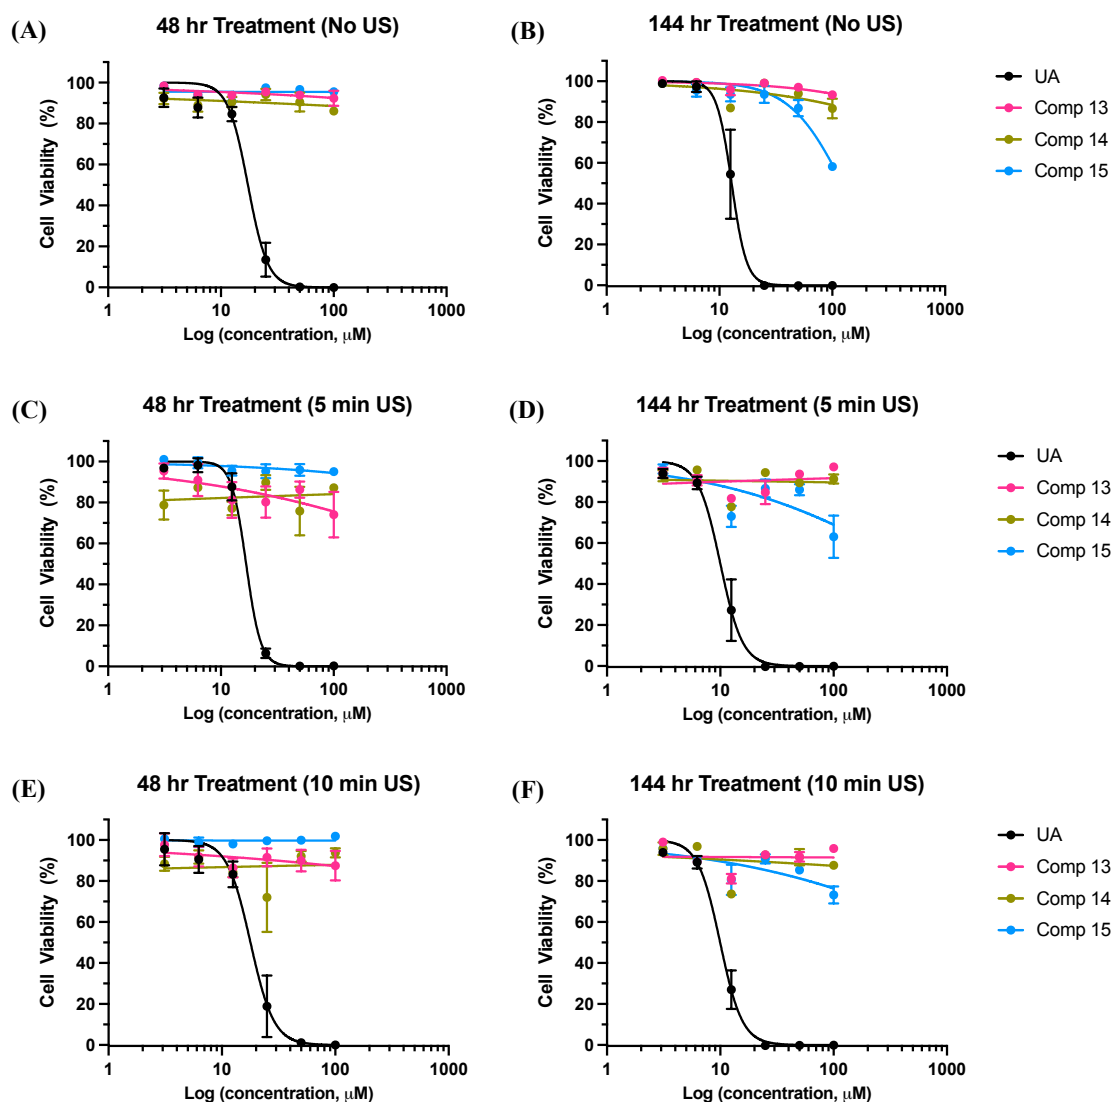 (A) 48 hr Treatment (No US)
Cell Viability (%)
100
80
60
40
20
0
1 10 100 1000
Log (concentration, μM)
(B) 144 hr Treatment (No US)
Cell Viability (%)
100
80
60
40
20
0
1 10 100 1000
Log (concentration, μM)
UA
Comp 13
Comp 14
Comp 15
(C) 48 hr Treatment (5 min US)
Cell Viability (%)
120
100
80
60
40
20
0
1 10 100 1000
Log (concentration, μM)
(D) 144 hr Treatment (5 min US)
Cell Viability (%)
120
100
80
60
40
20
0
1 10 100 1000
Log (concentration, μM)
UA
Comp 13
Comp 14
Comp 15
(E) 48 hr Treatment (10 min US)
Cell Viability (%)
120
100
80
60
40
20
0
1 10 100 1000
Log (concentration, μM)
(F) 144 hr Treatment (10 min US)
Cell Viability (%)
120
100
80
60
40
20
0
1 10 100 1000
Log (concentration, μM)
UA
Comp 13
Comp 14
Comp 15